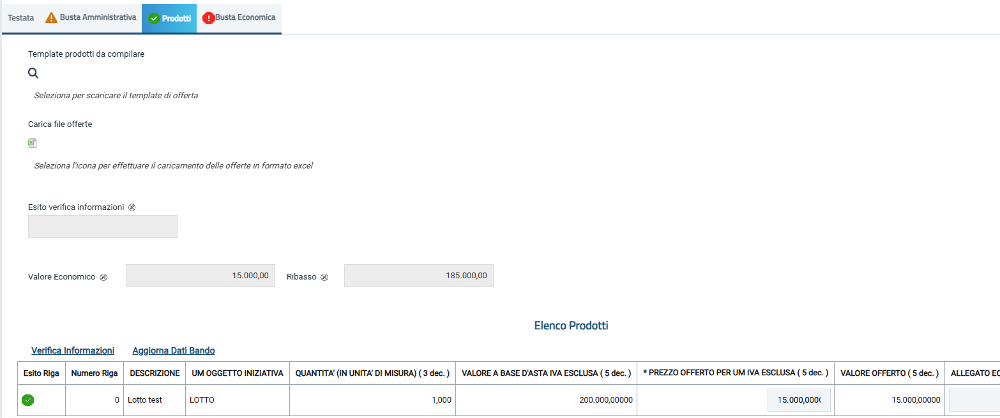 Testata Busta Amministrativa Prodotti Busta Economica
Template prodotti da compilare
Seleziona per scaricare il template di offerta
Carica file offerte
Seleziona l'icona per effettuare il caricamento delle offerte in formato excel
Esito verifica informazioni
Valore Economico 15.000,00 Ribasso 185.000,00
Elenco Prodotti
Verifica Informazioni Aggiorna Dati Bando
Esito Riga Numero Riga DESCRIZIONE UM OGGETTO INIZIATIVA QUANTITA' (IN UNITA' DI MISURA) ( 3 dec. ) VALORE A BASE D'ASTA IVA ESCLUSA ( 5 dec. ) * PREZZO OFFERTO PER UM IVA ESCLUSA ( 5 dec. ) VALORE OFFERTO ( 5 dec. ) ALLEGATO
0 Lotto test LOTTO 1,000 200.000,00000 15.000,000 15.000,00000